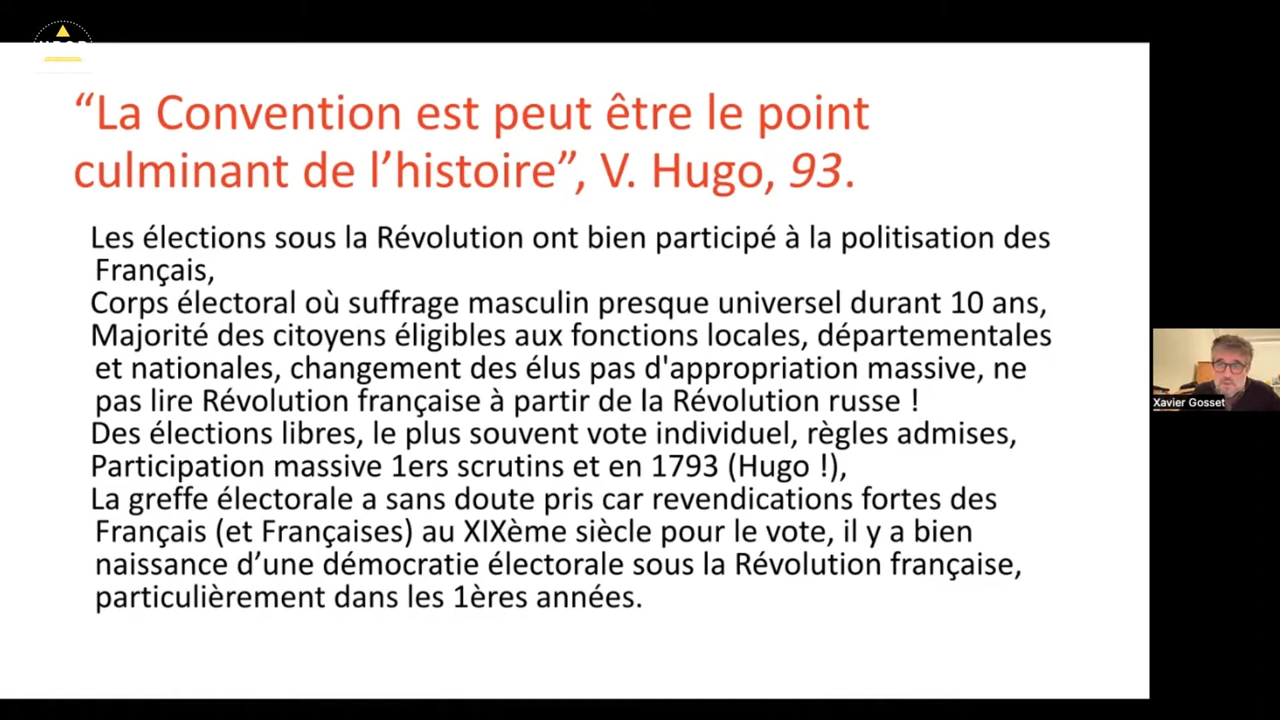 “La Convention est peut être le point
culminant de l’histoire”, V. Hugo, 93.
Les élections sous la Révolution ont bien participé à la politisation des
Français,
Corps électoral où suffrage masculin presque universel durant 10 ans,
Majorité des citoyens éligibles aux fonctions locales, départementales
et nationales, changement des élus pas d'appropriation massive, ne
pas lire Révolution française à partir de la Révolution russe !
Des élections libres, le plus souvent vote individuel, règles admises,
Participation massive 1ers scrutins et en 1793 (Hugo !),
La greffe électorale a sans doute pris car revendications fortes des
Français (et Françaises) au XIXème siècle pour le vote, il y a bien
naissance d’une démocratie électorale sous la Révolution française,
particulièrement dans les 1ères années.
Xavier Gosset